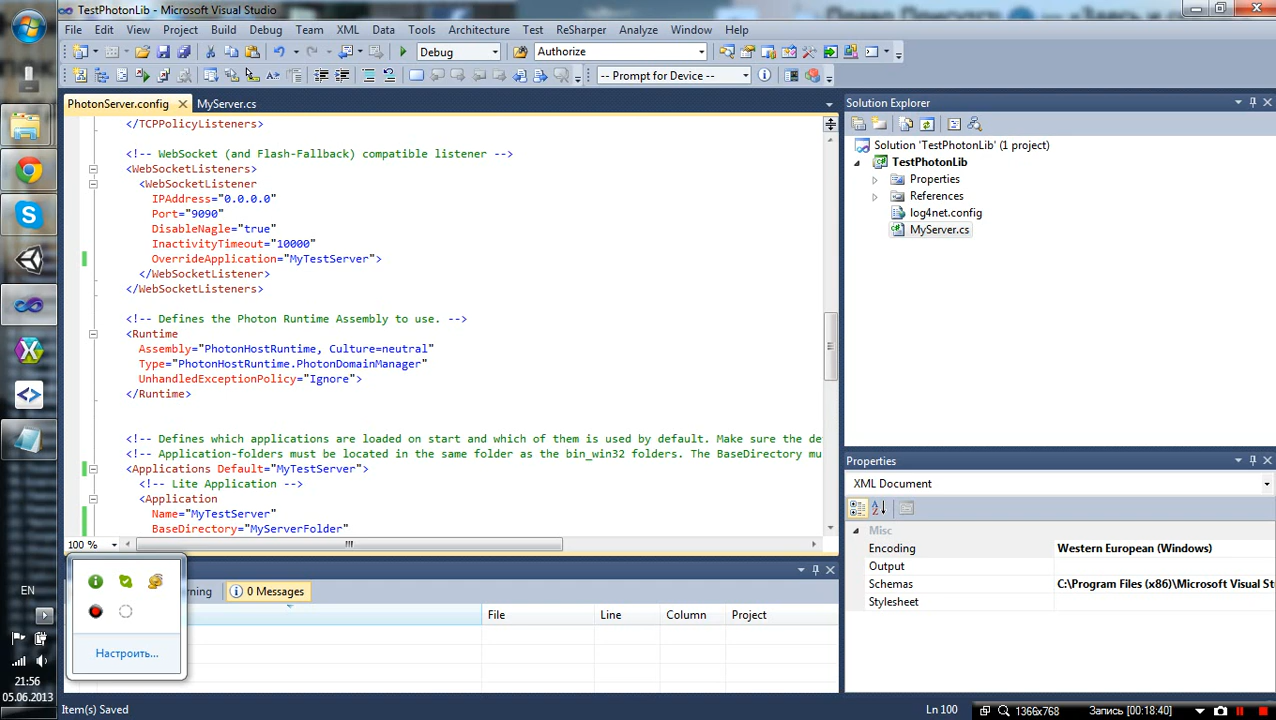 TestPhotonLib - Microsoft Visual Studio
File Edit View Project Build Debug Team XML Data Tools Architecture Test ReSharper Analyze Window Help
Debug Authorize
-- Prompt for Device --
PhotonServer.config MyServer.cs
</TCPPolicyListeners>
<!-- WebSocket (and Flash-Fallback) compatible listener -->
<WebSocketListeners>
<WebSocketListener
IPAddress="0.0.0.0"
Port="9090"
DisableNagle="true"
InactivityTimeout="10000"
OverrideApplication="MyTestServer">
</WebSocketListener>
</WebSocketListeners>
<!-- Defines the Photon Runtime Assembly to use. -->
<Runtime
Assembly="PhotonHostRuntime, Culture=neutral"
Type="PhotonHostRuntime.PhotonDomainManager"
UnhandledExceptionPolicy="Ignore">
</Runtime>
<!-- Defines which applications are loaded on start and which of them is used by default. Make sure the de
<!-- Application-folders must be located in the same folder as the bin_win32 folders. The BaseDirectory mu
<Applications Default="MyTestServer">
<!-- Lite Application -->
<Application
Name="MyTestServer"
BaseDirectory="MyServerFolder"
100 %
Solution Explorer
Solution 'TestPhotonLib' (1 project)
TestPhotonLib
Properties
References
log4net.config
MyServer.cs
Properties
XML Document
Misc
Encoding Western European (Windows)
Output
Schemas C:\Program Files (x86)\Microsoft Visual St
Stylesheet
rning 0 Messages
File Line Column Project
Настроить...
EN
21:56
05.06.2013
Item(s) Saved
Ln 100
1366x768 Запись [00:18:40]